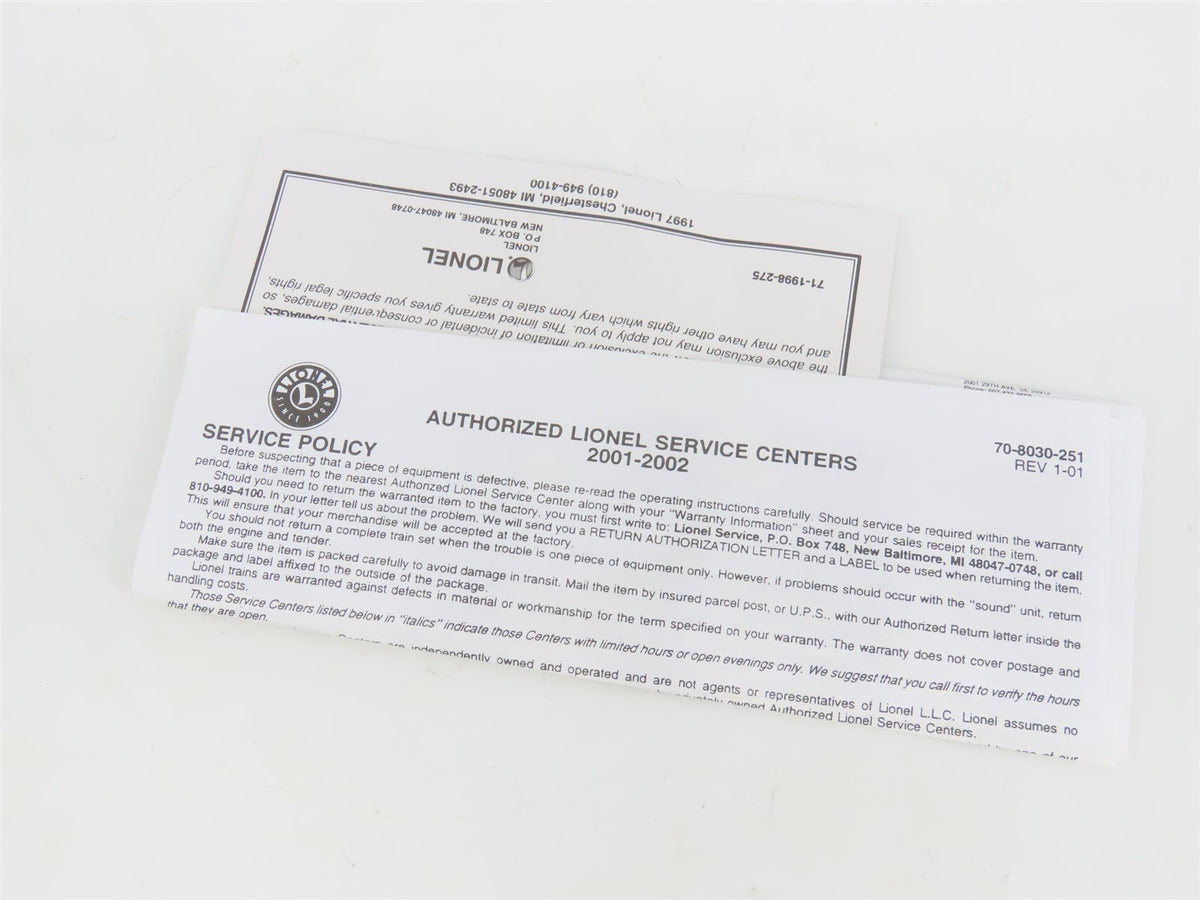 the above exclusion may not apply to you. This limited warranty gives you specific legal rights,
and you may have other rights which vary from state to state.
LIONEL
71-1998-275
LIONEL
P.O. BOX 748
NEW BALTIMORE, MI 48047-0748
1997 Lionel, Chesterfield, MI 48051-2493
(810) 949-4100
2001 29TH AVE. SE, 55972
LIONEL
L
SINCE 1900
AUTHORIZED LIONEL SERVICE CENTERS
2001-2002
70-8030-251
REV 1-01
SERVICE POLICY
Before suspecting that a piece of equipment is defective, please re-read the operating instructions carefully. Should service be required within the warranty
period, take the item to the nearest Authorized Lionel Service Center along with your "Warranty Information" sheet and your sales receipt for the item.
Should you need to return the warranted item to the factory, you must first write to: Lionel Service, P.O. Box 748, New Baltimore, MI 48047-0748, or call
810-949-4100. In your letter tell us about the problem. We will send you a RETURN AUTHORIZATION LETTER and a LABEL to be used when returning the item.
This will ensure that your merchandise will be accepted at the factory.
You should not return a complete train set when the trouble is one piece of equipment only. However, if problems should occur with the "sound" unit, return
both the engine and tender.
Make sure the item is packed carefully to avoid damage in transit. Mail the item by insured parcel post, or U.P.S., with our Authorized Return letter inside the
package and label affixed to the outside of the package.
Lionel trains are warranted against defects in material or workmanship for the term specified on your warranty. The warranty does not cover postage and
handling costs.
Those Service Centers listed below in "italics" indicate those Centers with limited hours or open evenings only. We suggest that you call first to verify the hours
that they are open.
Centers are independently owned and operated and are not agents or representatives of Lionel L.L.C. Lionel assumes no
privately owned Authorized Lionel Service Centers.
by one of our